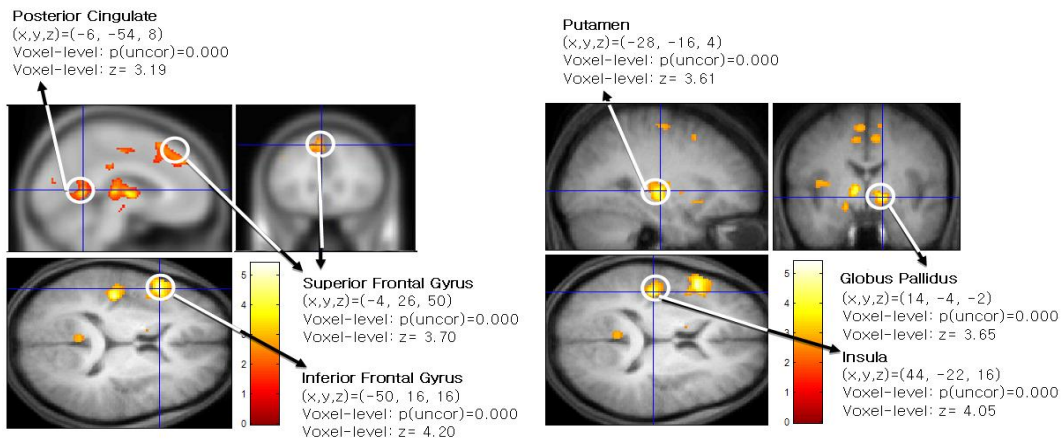 Posterior Cingulate
(x,y,z)=(-6, -54, 8)
Voxel-level: p(uncor)=0.000
Voxel-level: z= 3.19
Putamen
(x,y,z)=(-28, -16, 4)
Voxel-level: p(uncor)=0.000
Voxel-level: z= 3.61
5
4
3
2
1
0
Superior Frontal Gyrus
(x,y,z)=(-4, 26, 50)
Voxel-level: p(uncor)=0.000
Voxel-level: z= 3.70
Inferior Frontal Gyrus
(x,y,z)=(-50, 16, 16)
Voxel-level: p(uncor)=0.000
Voxel-level: z= 4.20
5
4
3
2
1
0
Globus Pallidus
(x,y,z)=(14, -4, -2)
Voxel-level: p(uncor)=0.000
Voxel-level: z= 3.65
Insula
(x,y,z)=(44, -22, 16)
Voxel-level: p(uncor)=0.000
Voxel-level: z= 4.05